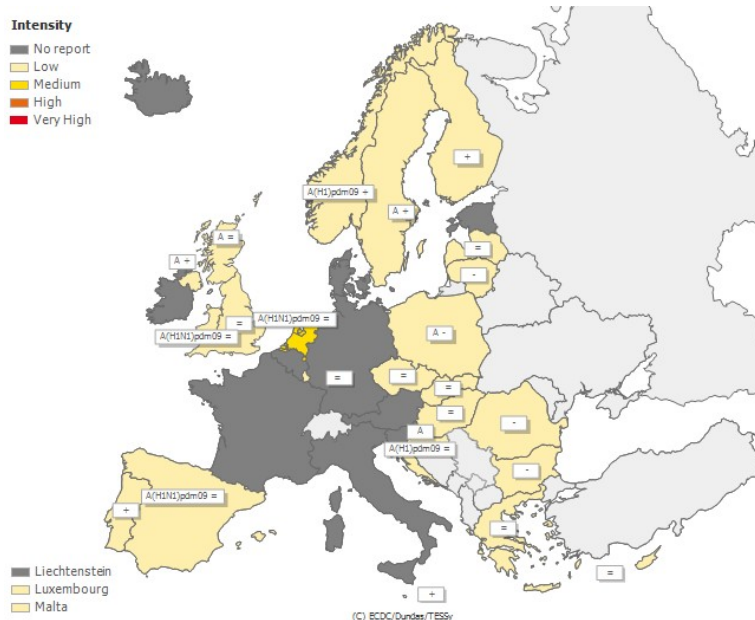 Intensity
No report
Low
Medium
High
Very High
+
A(H1)pdm09 +
A +
A =
=
A +
-
A(H1N1)pdm09 =
=
A(H1N1)pdm09 =
A -
=
=
=
=
-
A
A(H1)pdm09 =
-
A(H1N1)pdm09 =
+
=
=
Liechtenstein
Luxembourg
Malta
+
(C) ECDC/Dundas/TESSy